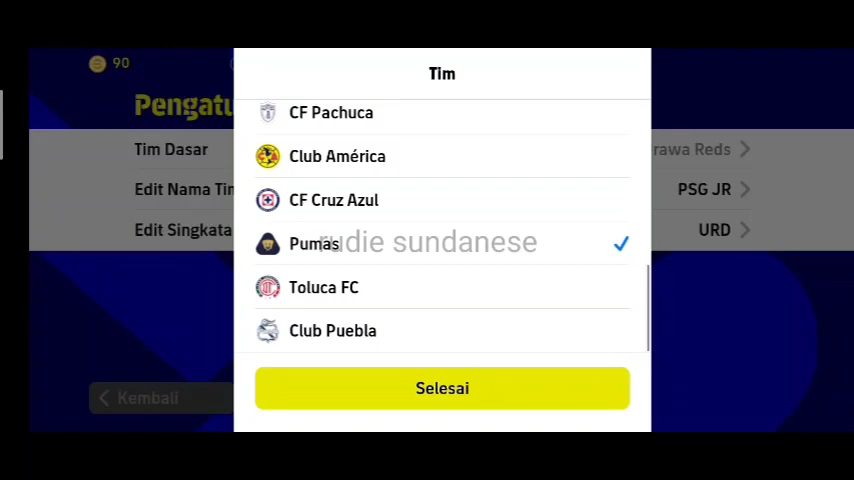 90
Tim
Pengatu
CF Pachuca
Tim Dasar
Club América
rawa Reds
Edit Nama Tin
CF Cruz Azul
PSG JR
Edit Singkata
Pumas
rudie sundanese
URD
Toluca FC
Club Puebla
Selesai
Kembali